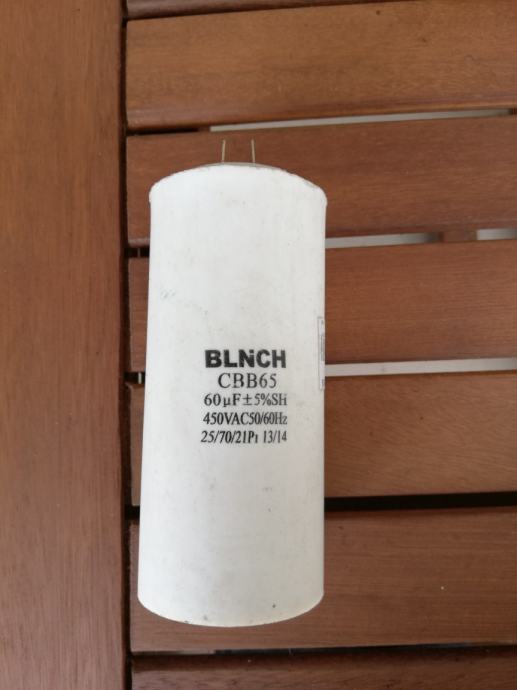 BLNCH
CBB65
60µF±5%SH
450VAC50/60Hz
25/70/21P1 13/14